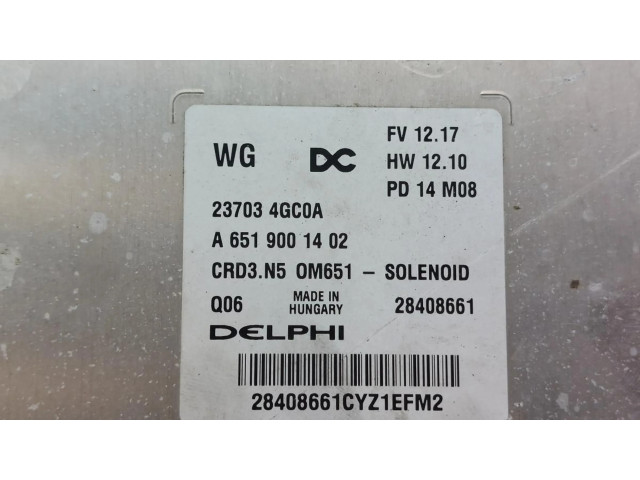 WG DC FV 12.17
HW 12.10
PD 14 M08
23703 4GC0A
A 651 900 14 02
CRD3.N5 OM651 - SOLENOID
Q06 MADE IN HUNGARY 28408661
DELPHI
28408661CYZ1EFM2